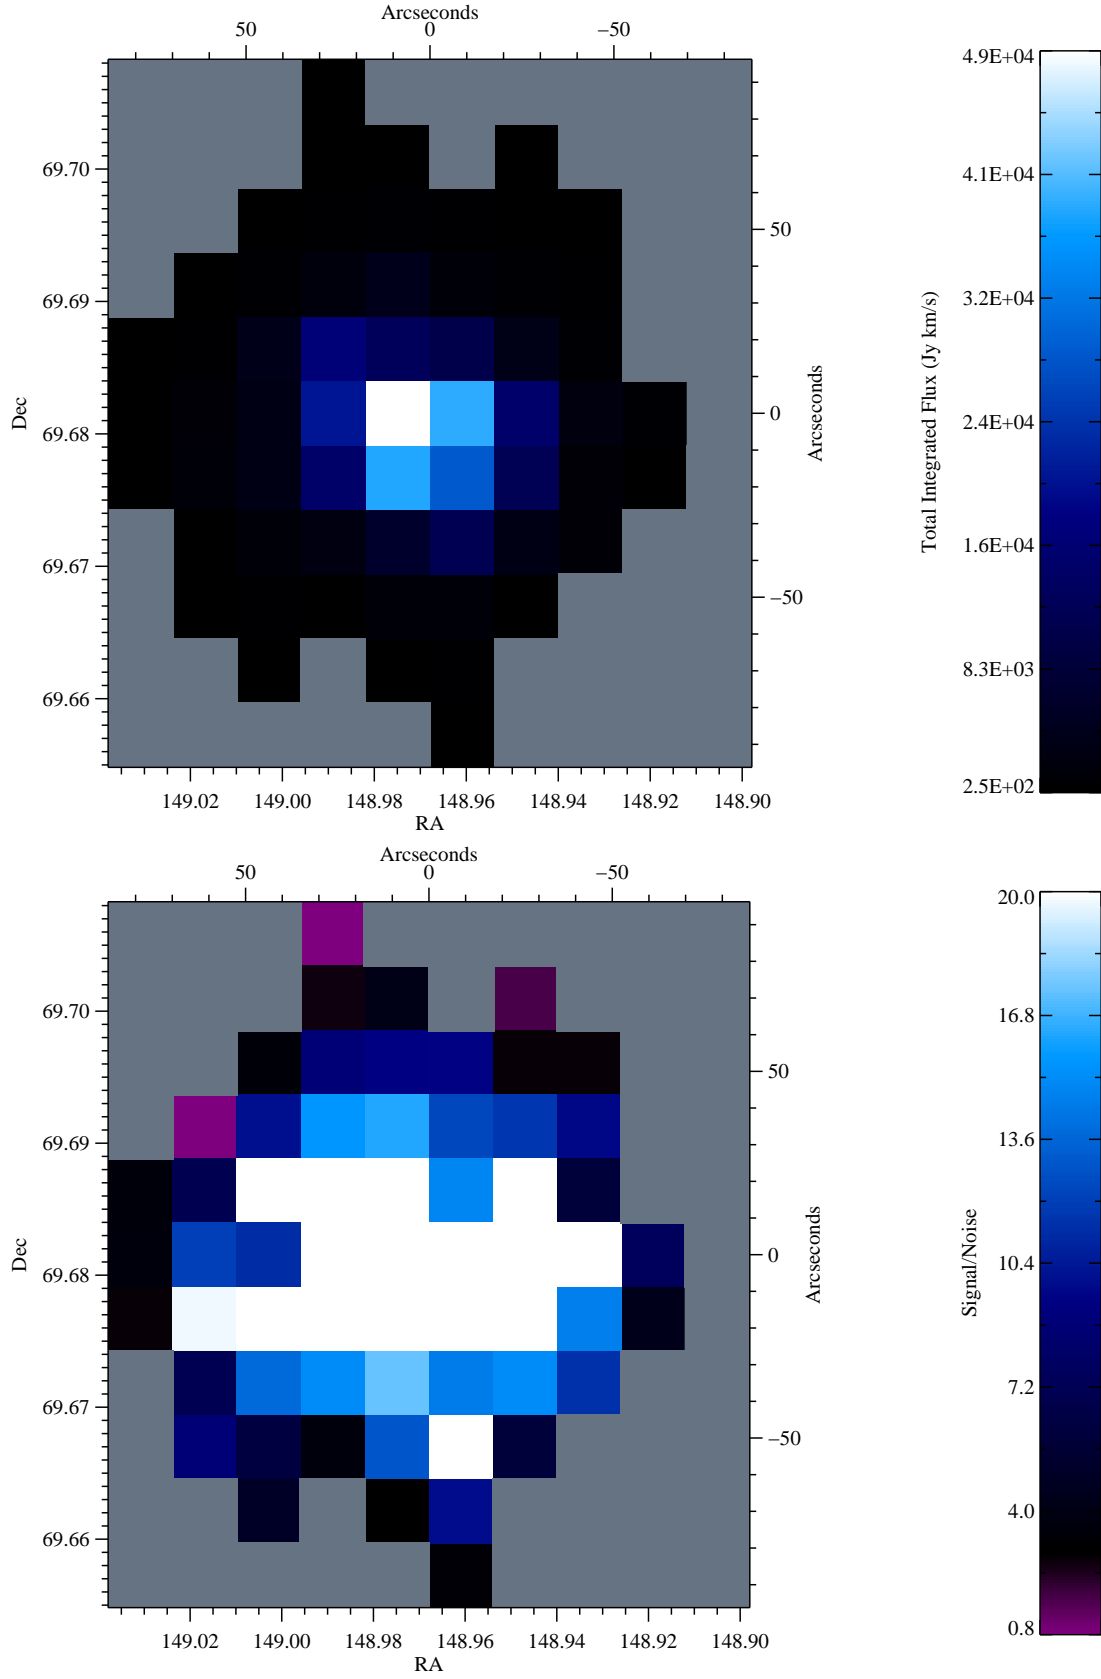 Arcseconds
50 0 −50
4.9E+04
4.1E+04
3.2E+04
2.4E+04
1.6E+04
8.3E+03
2.5E+02
Total Integrated Flux (Jy km/s)
69.70
69.69
69.68
69.67
69.66
Dec
50
0
−50
Arcseconds
149.02 149.00 148.98 148.96 148.94 148.92 148.90
RA
Arcseconds
50 0 −50
20.0
16.8
13.6
10.4
7.2
4.0
0.8
Signal/Noise
69.70
69.69
69.68
69.67
69.66
Dec
50
0
−50
Arcseconds
149.02 149.00 148.98 148.96 148.94 148.92 148.90
RA